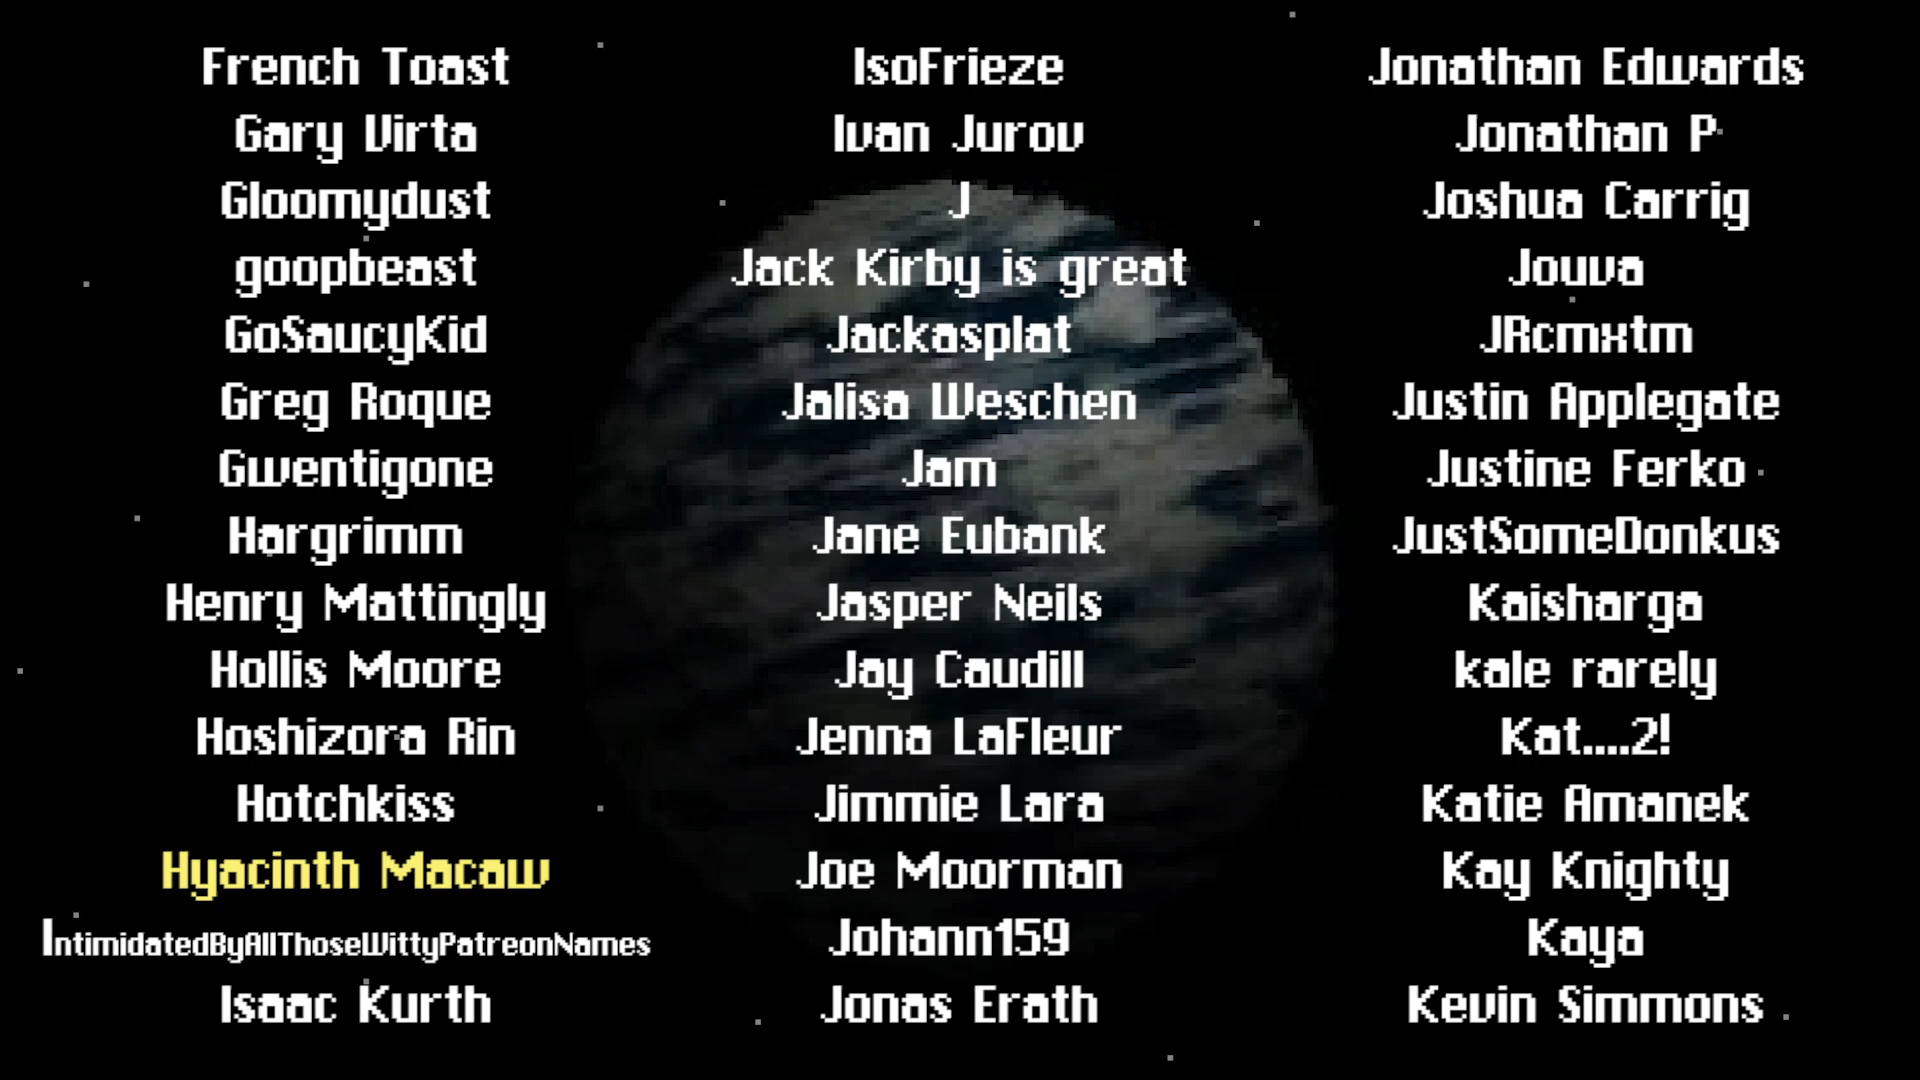 French Toast
Gary Virta
Gloomydust
goopbeast
GoSaucyKid
Greg Roque
Gwentigone
Hargrimm
Henry Mattingly
Hollis Moore
Hoshizora Rin
Hotchkiss
Hyacinth Macaw
IntimidatedByAllThoseWittyPatreonNames
Isaac Kurth
IsoFrieze
Ivan Jurov
J
Jack Kirby is great
Jackasplat
Jalisa Weschen
Jam
Jane Eubank
Jasper Neils
Jay Caudill
Jenna LaFleur
Jimmie Lara
Joe Moorman
Johann159
Jonas Erath
Jonathan Edwards
Jonathan P
Joshua Carrig
Jouva
JRcmxtm
Justin Applegate
Justine Ferko
JustSomeDonkus
Kaisharga
kale rarely
Kat....2!
Katie Amanek
Kay Knighty
Kaya
Kevin Simmons